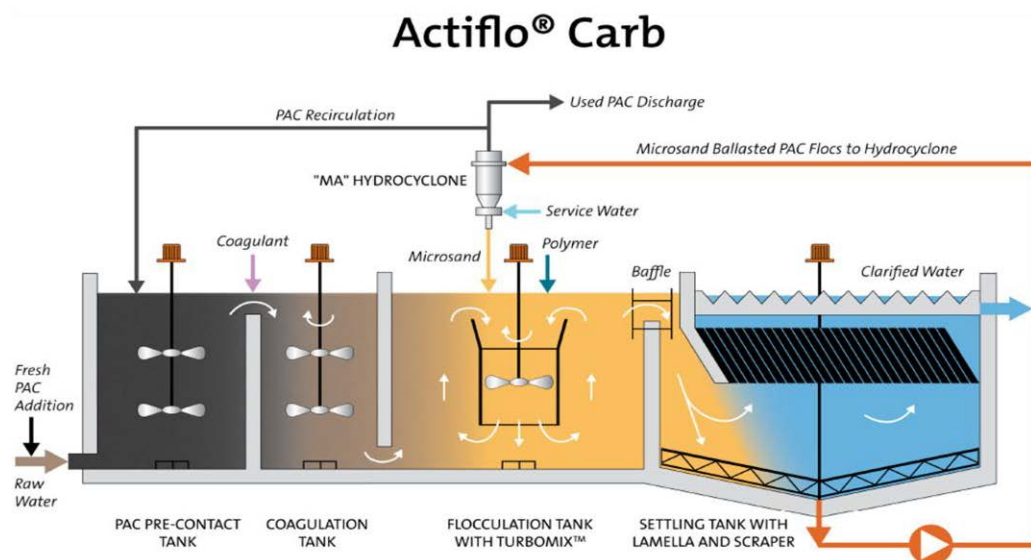 Actiflo® Carb
Used PAC Discharge
PAC Recirculation
Microsand Ballasted PAC Flocs to Hydrocyclone
"MA" HYDROCYCLONE
Service Water
Coagulant
Microsand
Polymer
Baffle
Clarified Water
Fresh
PAC
Addition
Raw
Water
PAC PRE-CONTACT
TANK
COAGULATION
TANK
FLOCCULATION TANK
WITH TURBOMIX™
SETTLING TANK WITH
LAMELLA AND SCRAPER